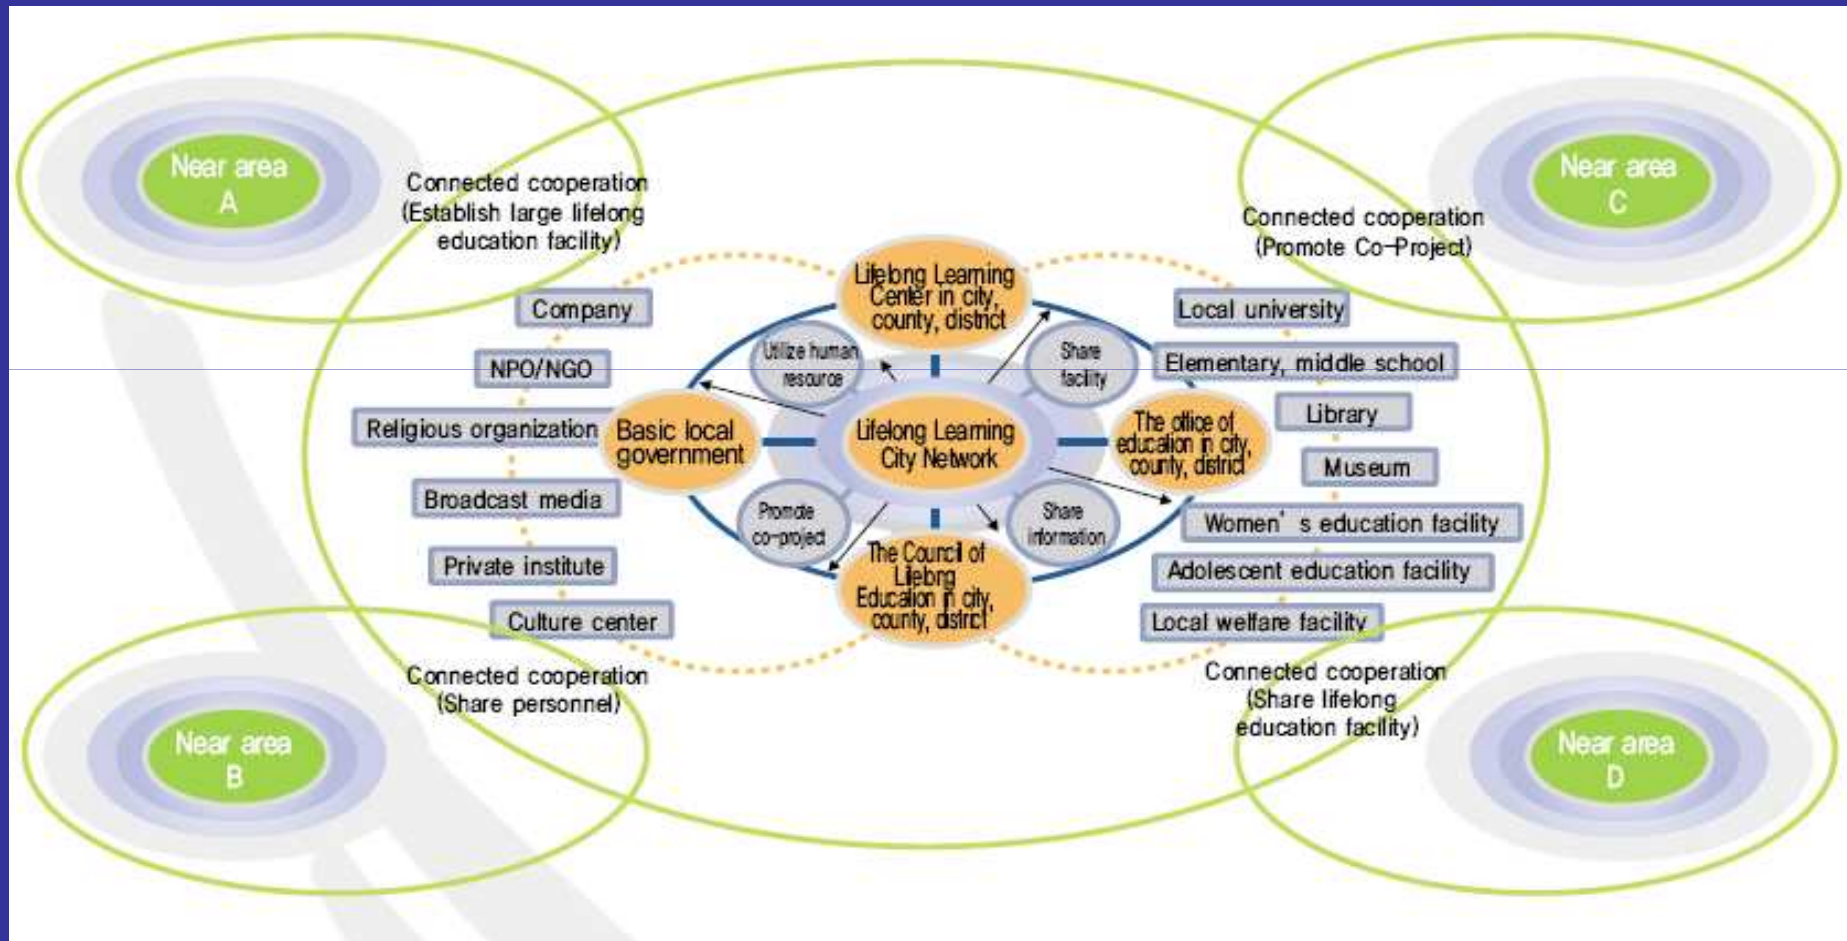 Near area
A
Connected cooperation
(Establish large lifelong
education facility)
Near area
C
Connected cooperation
(Promote Co-Project)
Lifelong Learning
Center in city,
county, district
Company
NPO/NGO
Religious organization
Broadcast media
Private institute
Culture center
Utilize human
resource
Share
facility
Basic local
government
Lifelong Learning
City Network
The office of
education in city,
county, district
Promote
co-project
Share
information
The Council of
Lifelong
Education in city,
county, district
Local university
Elementary, middle school
Library
Museum
Women's education facility
Adolescent education facility
Local welfare facility
Connected cooperation
(Share personnel)
Near area
B
Connected cooperation
(Share lifelong
education facility)
Near area
D